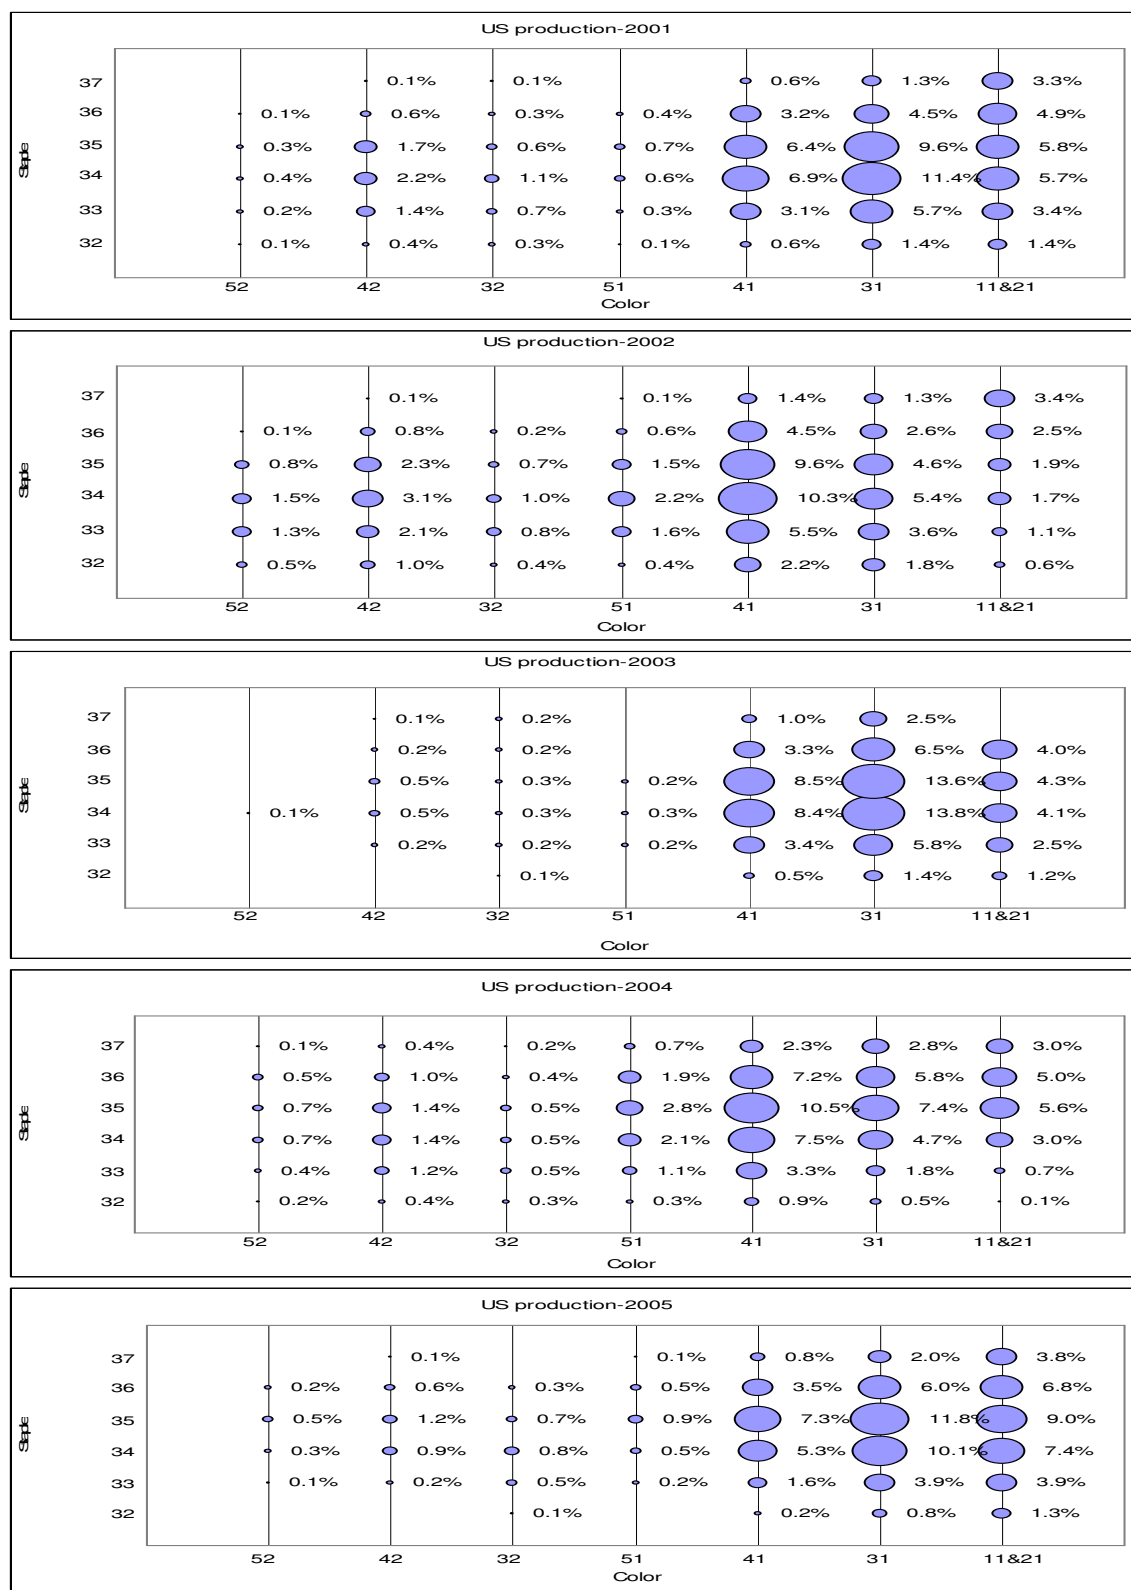 US production-2001
37 0.1% 0.1% 0.6% 1.3% 3.3%
36 0.1% 0.6% 0.3% 0.4% 3.2% 4.5% 4.9%
35 0.3% 1.7% 0.6% 0.7% 6.4% 9.6% 5.8%
Staple
34 0.4% 2.2% 1.1% 0.6% 6.9% 11.4% 5.7%
33 0.2% 1.4% 0.7% 0.3% 3.1% 5.7% 3.4%
32 0.1% 0.4% 0.3% 0.1% 0.6% 1.4% 1.4%
52 42 32 51 41 31 11&21
Color
US production-2002
37 0.1% 0.1% 1.4% 1.3% 3.4%
36 0.1% 0.8% 0.2% 0.6% 4.5% 2.6% 2.5%
35 0.8% 2.3% 0.7% 1.5% 9.6% 4.6% 1.9%
Staple
34 1.5% 3.1% 1.0% 2.2% 10.3% 5.4% 1.7%
33 1.3% 2.1% 0.8% 1.6% 5.5% 3.6% 1.1%
32 0.5% 1.0% 0.4% 0.4% 2.2% 1.8% 0.6%
52 42 32 51 41 31 11&21
Color
US production-2003
37 0.1% 0.2% 1.0% 2.5%
36 0.2% 0.2% 3.3% 6.5% 4.0%
35 0.5% 0.3% 0.2% 8.5% 13.6% 4.3%
Staple
34 0.1% 0.5% 0.3% 0.3% 8.4% 13.8% 4.1%
33 0.2% 0.2% 0.2% 3.4% 5.8% 2.5%
32 0.1% 0.5% 1.4% 1.2%
52 42 32 51 41 31 11&21
Color
US production-2004
37 0.1% 0.4% 0.2% 0.7% 2.3% 2.8% 3.0%
36 0.5% 1.0% 0.4% 1.9% 7.2% 5.8% 5.0%
35 0.7% 1.4% 0.5% 2.8% 10.5% 7.4% 5.6%
Staple
34 0.7% 1.4% 0.5% 2.1% 7.5% 4.7% 3.0%
33 0.4% 1.2% 0.5% 1.1% 3.3% 1.8% 0.7%
32 0.2% 0.4% 0.3% 0.3% 0.9% 0.5% 0.1%
52 42 32 51 41 31 11&21
Color
US production-2005
37 0.1% 0.1% 0.8% 2.0% 3.8%
36 0.2% 0.6% 0.3% 0.5% 3.5% 6.0% 6.8%
35 0.5% 1.2% 0.7% 0.9% 7.3% 11.8% 9.0%
Staple
34 0.3% 0.9% 0.8% 0.5% 5.3% 10.1% 7.4%
33 0.1% 0.2% 0.5% 0.2% 1.6% 3.9% 3.9%
32 0.1% 0.2% 0.8% 1.3%
52 42 32 51 41 31 11&21
Color